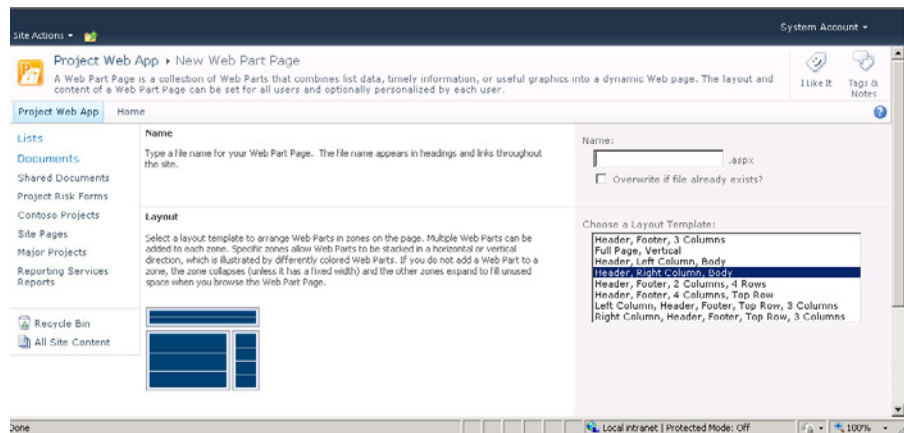 Site Actions
System Account
Project Web App ▸ New Web Part Page
A Web Part Page is a collection of Web Parts that combines list data, timely information, or useful graphics into a dynamic Web page. The layout and
content of a Web Part Page can be set for all users and optionally personalized by each user.
I Like It
Tags &
Notes
Project Web App
Home
Lists
Documents
Shared Documents
Project Risk Forms
Contoso Projects
Site Pages
Major Projects
Reporting Services
Reports
Recycle Bin
All Site Content
Name
Type a file name for your Web Part Page. The file name appears in headings and links throughout
the site.
Name:
.aspx
Overwrite if file already exists?
Layout
Select a layout template to arrange Web Parts in zones on the page. Multiple Web Parts can be
added to each zone. Specific zones allow Web Parts to be stacked in a horizontal or vertical
direction, which is illustrated by differently colored Web Parts. If you do not add a Web Part to a
zone, the zone collapses (unless it has a fixed width) and the other zones expand to fill unused
space when you browse the Web Part Page.
Choose a Layout Template:
Header, Footer, 3 Columns
Full Page, Vertical
Header, Left Column, Body
Header, Right Column, Body
Header, Footer, 2 Columns, 4 Rows
Header, Footer, 4 Columns, Top Row
Left Column, Header, Footer, Top Row, 3 Columns
Right Column, Header, Footer, Top Row, 3 Columns
Done
Local intranet | Protected Mode: Off
100%